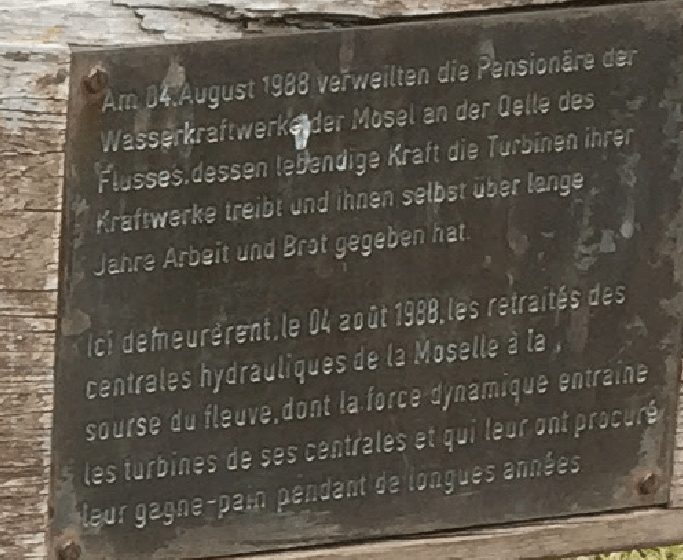 Am 04.August 1988 verweilten die Pensionäre der
Wasserkraftwerke der Mosel an der Qelle des
Flusses,dessen lebendige Kraft die Turbinen ihrer
Kraftwerke treibt und ihnen selbst über lange
Jahre Arbeit und Brot gegeben hat.
Ici demeurèrent,le 04 août 1988,les retraités des
centrales hydrauliques de la Moselle à la
sourse du fleuve,dont la force dynamique entraîne
les turbines de ses centrales et qui leur ont procuré
leur gagne-pain pendant de longues années